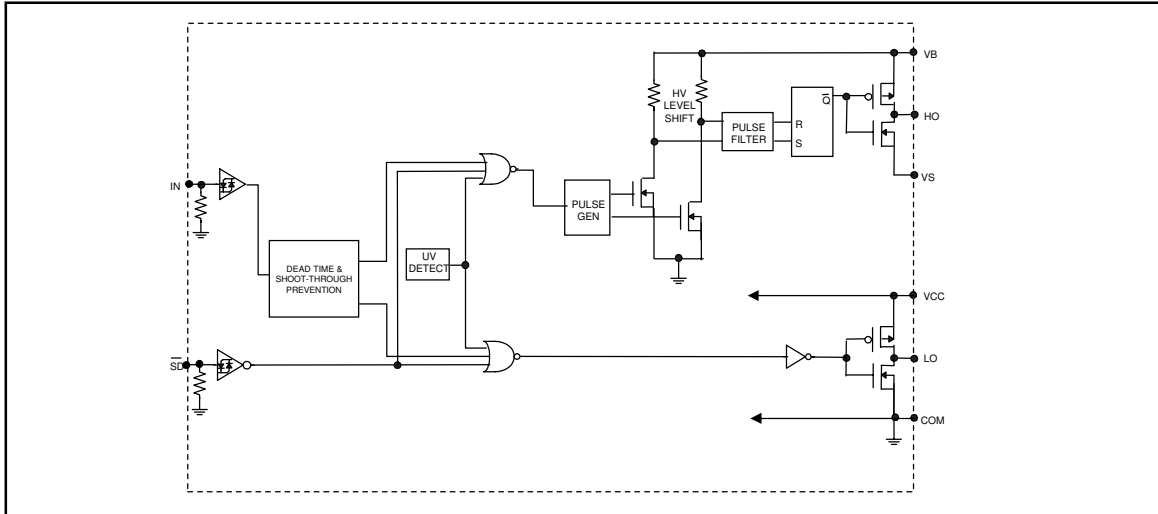 VB
HV
LEVEL
SHIFT
Q
PULSE
FILTER
R
S
HO
VS
IN
PULSE
GEN
DEAD TIME &
SHOOT-THROUGH
PREVENTION
UV
DETECT
VCC
SD
LO
COM